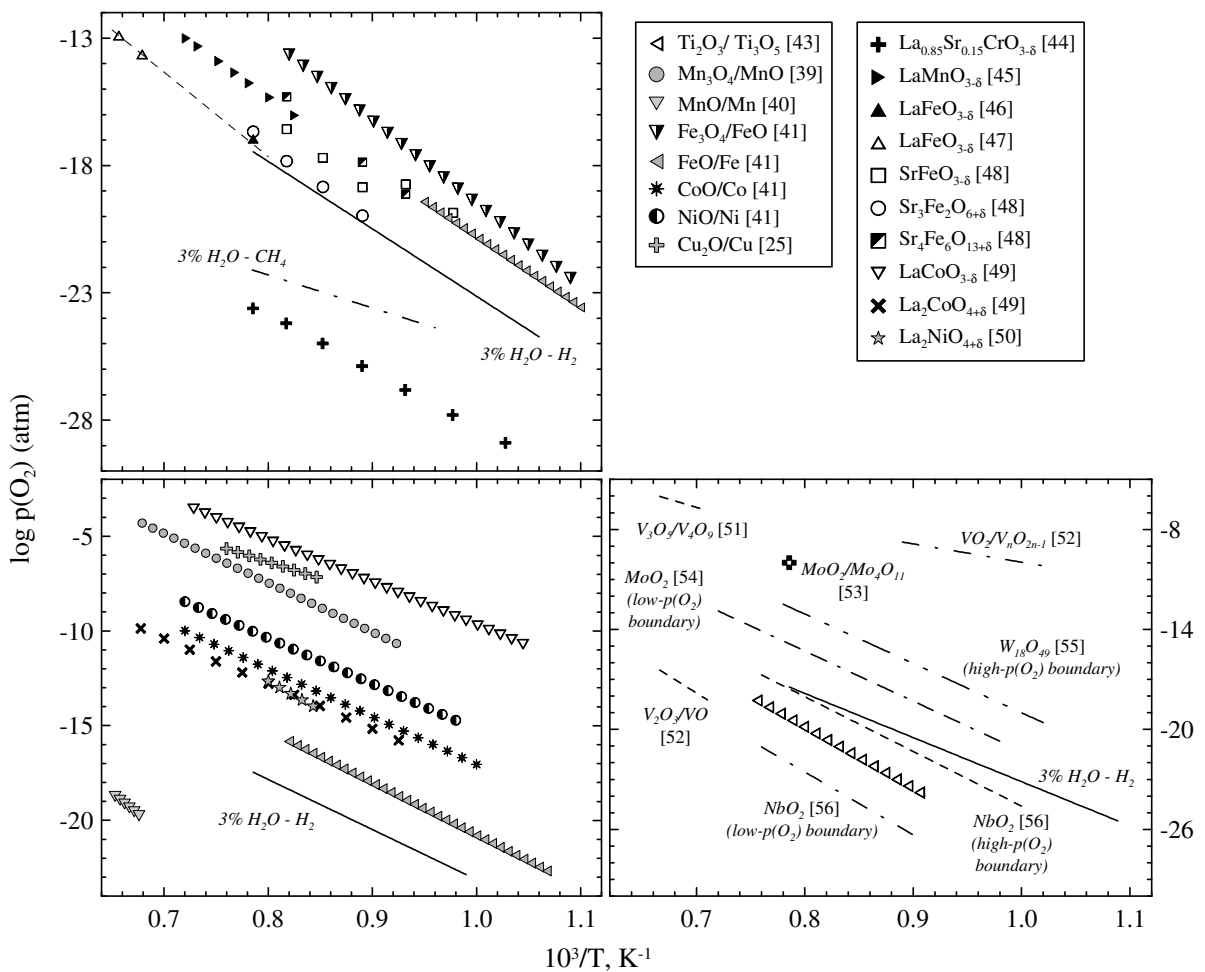 log p(O2) (atm)
-13
-18
-23
-28
3% H2O - CH4
3% H2O - H2
Ti2O3/ Ti3O5 [43]
Mn3O4/MnO [39]
MnO/Mn [40]
Fe3O4/FeO [41]
FeO/Fe [41]
CoO/Co [41]
NiO/Ni [41]
Cu2O/Cu [25]
La0.85Sr0.15CrO3-δ [44]
LaMnO3-δ [45]
LaFeO3-δ [46]
LaFeO3-δ [47]
SrFeO3-δ [48]
Sr3Fe2O6+δ [48]
Sr4Fe6O13+δ [48]
LaCoO3-δ [49]
La2CoO4+δ [49]
La2NiO4+δ [50]
-5
-10
-15
-20
3% H2O - H2
0.7 0.8 0.9 1.0 1.1
V3O5/V4O9 [51]
VO2/VnO2n-1 [52]
MoO2/Mo4O11
[53]
MoO2 [54]
(low-p(O2)
boundary)
W18O49 [55]
(high-p(O2) boundary)
V2O3/VO
[52]
3% H2O - H2
NbO2 [56]
(low-p(O2) boundary)
NbO2 [56]
(high-p(O2)
boundary)
-8
-14
-20
-26
0.7 0.8 0.9 1.0 1.1
10^3/T, K^-1